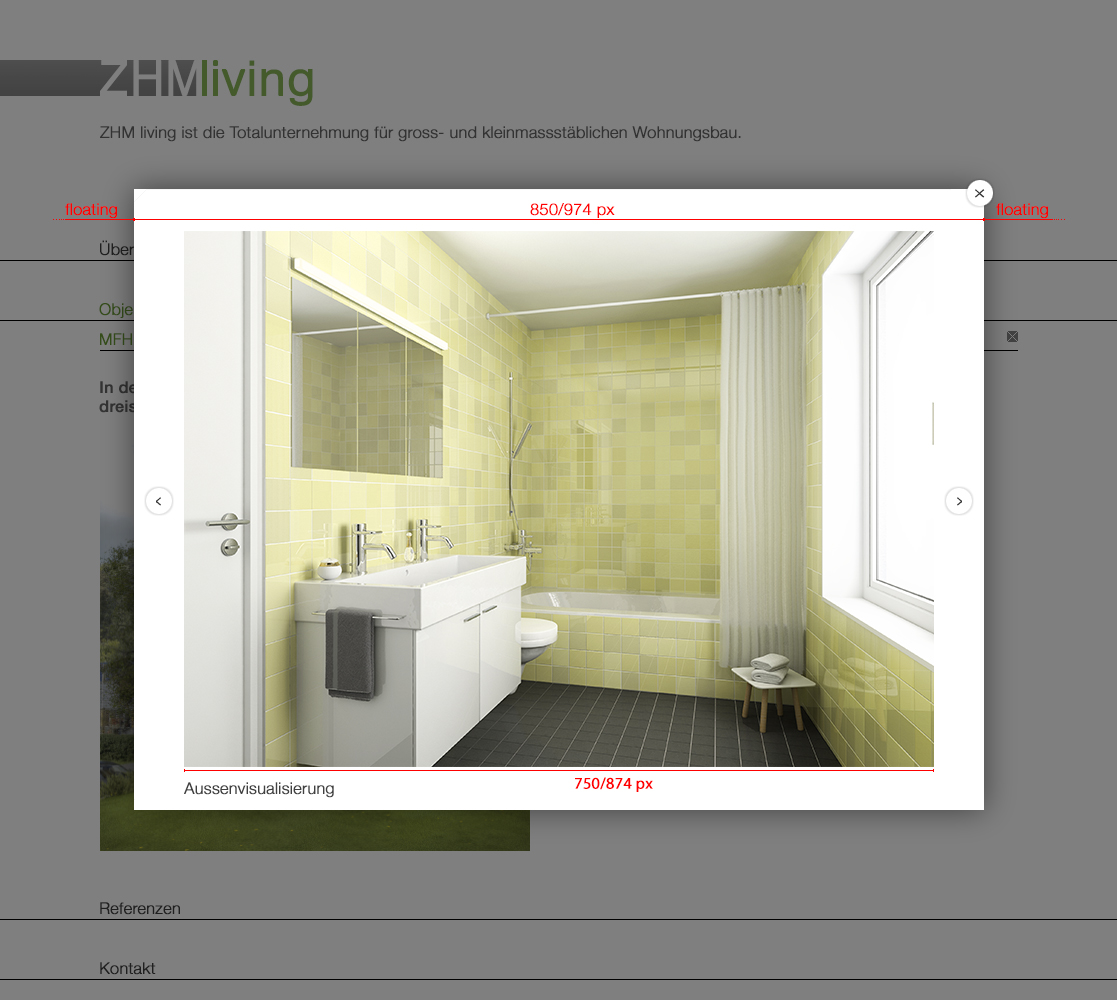 ZHMliving
ZHM living ist die Totalunternehmung für gross- und kleinmassstäblichen Wohnungsbau.
floating
850/974 px
floating
Über
Obje
MFH
In de
dreis
750/874 px
Aussenvisualisierung
Referenzen
Kontakt